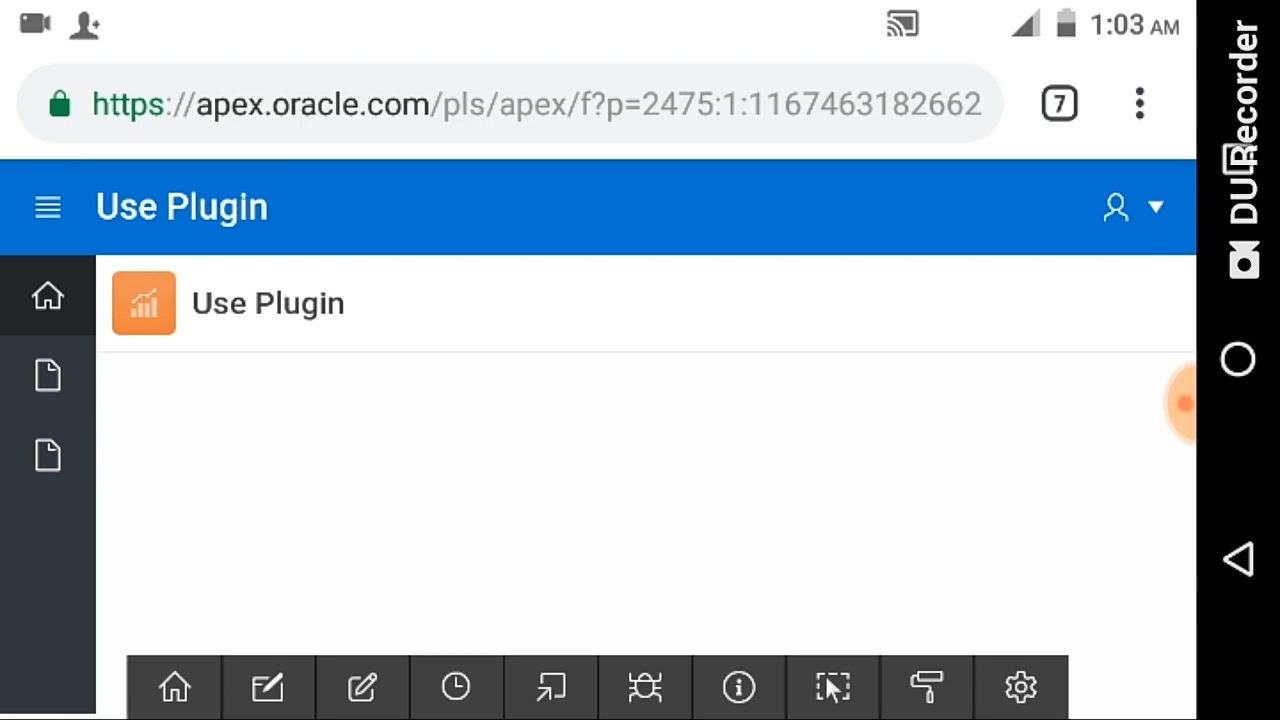 1:03 AM
https://apex.oracle.com/pls/apex/f?p=2475:1:1167463182662
7
Use Plugin
Use Plugin
DU Recorder